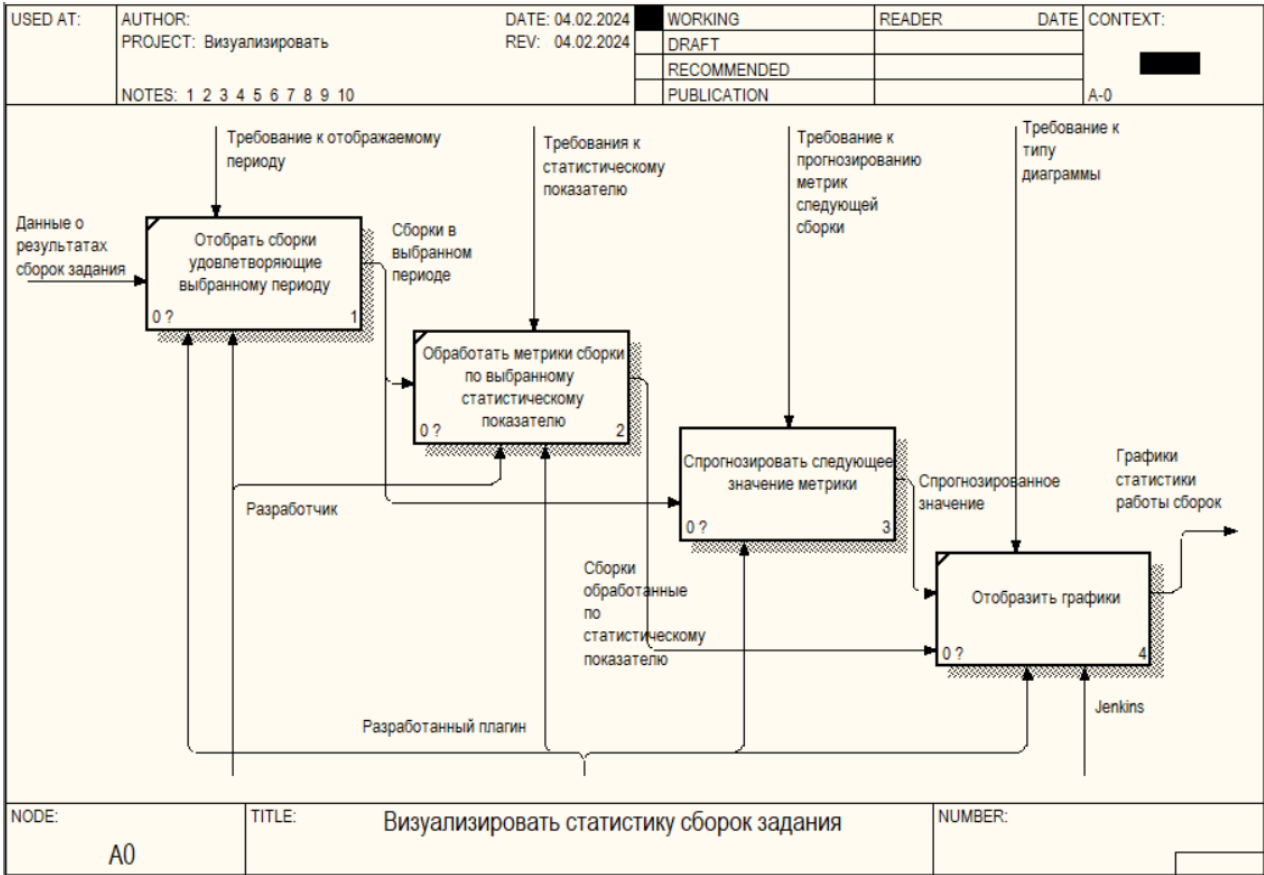 USED AT:
AUTHOR:
DATE: 04.02.2024
PROJECT: Визуализировать
REV: 04.02.2024
NOTES: 1 2 3 4 5 6 7 8 9 10
WORKING
DRAFT
RECOMMENDED
PUBLICATION
READER
DATE
CONTEXT:
A-0
Требование к отображаемому
периоду
Требования к
статистическому
показателю
Требование к
прогнозированию
метрик
следующей
сборки
Требование к
типу
диаграммы
Данные о
результатах
сборок задания
Отобрать сборки
удовлетворяющие
выбранному периоду
0 ?
1
Сборки в
выбранном
периоде
Обработать метрики сборки
по выбранному
статистическому
показателю
0 ?
2
Разработчик
Спрогнозировать следующее
значение метрики
0 ?
3
Спрогнозированное
значение
Графики
статистики
работы сборок
Сборки
обработанные
по
статистическому
показателю
Отобразить графики
0 ?
4
Разработанный плагин
Jenkins
NODE:
A0
TITLE:
Визуализировать статистику сборок задания
NUMBER: